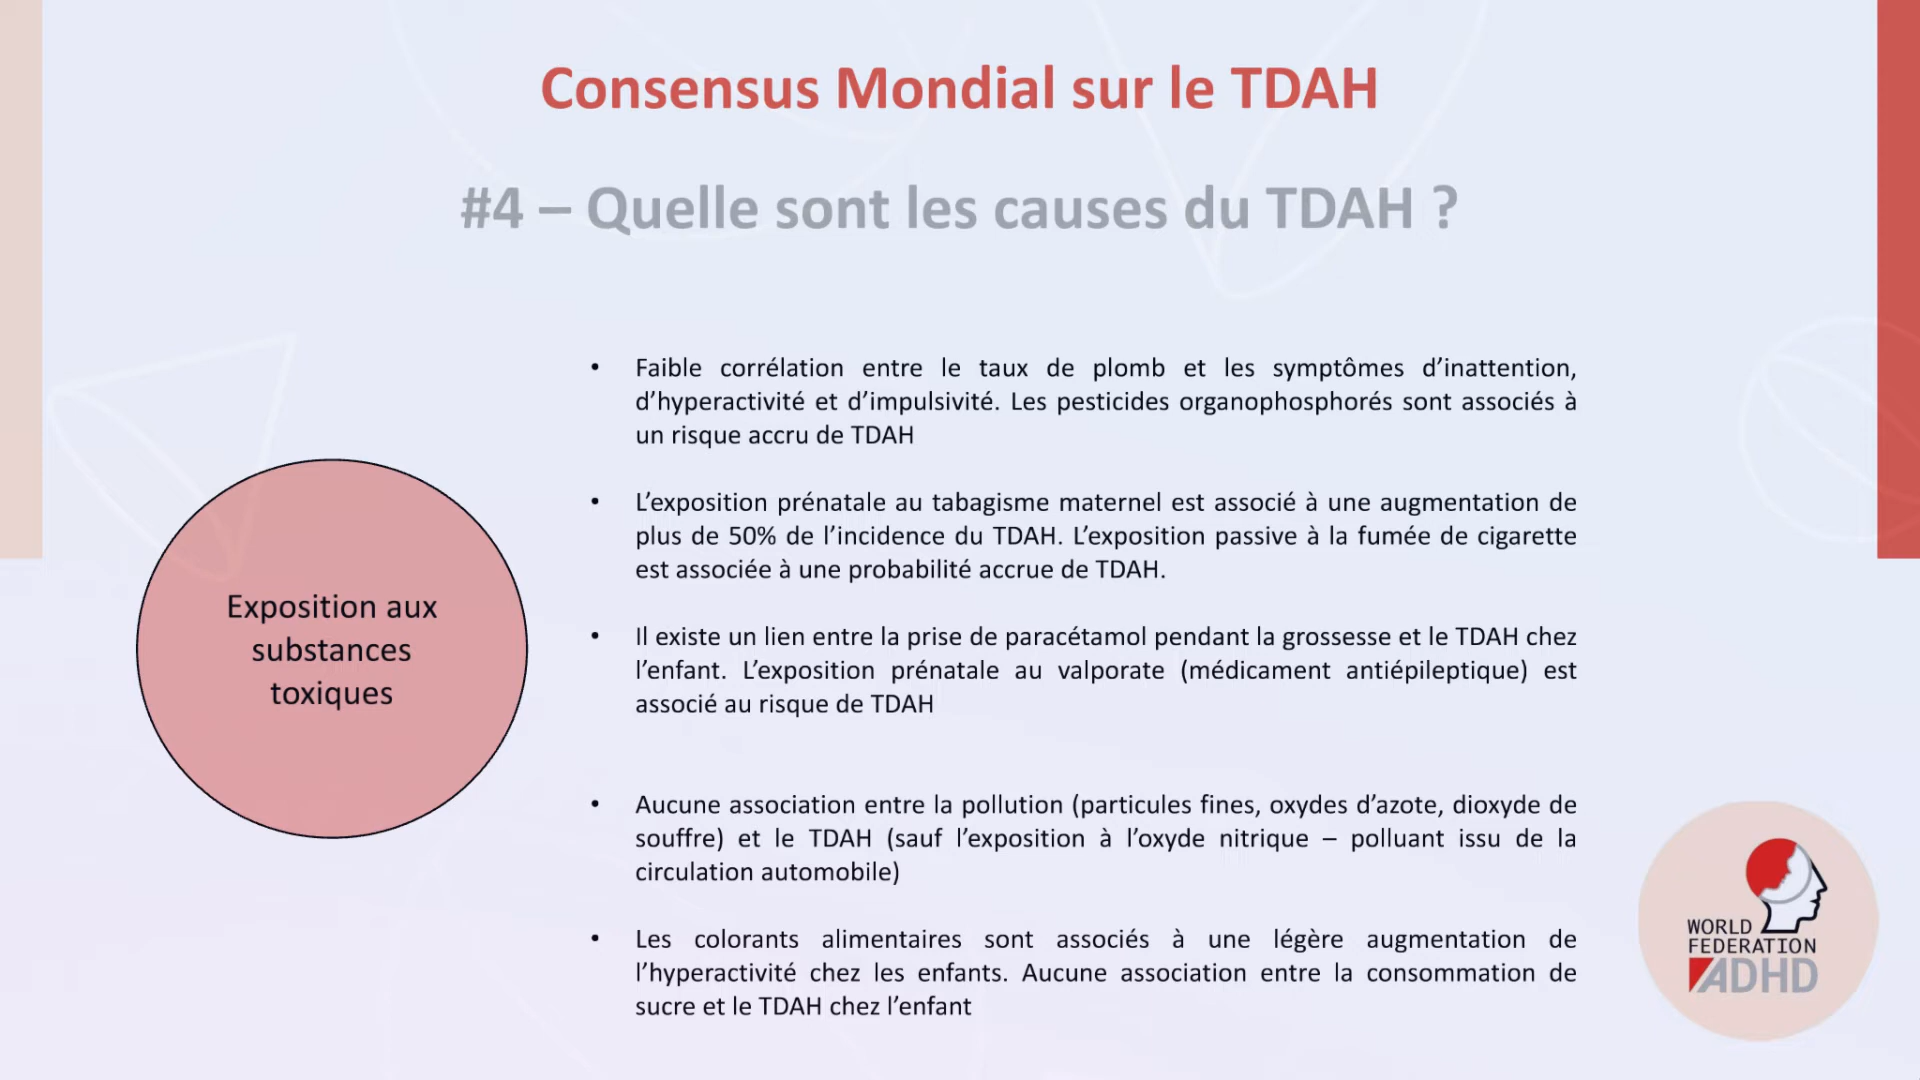 Consensus Mondial sur le TDAH
#4 – Quelle sont les causes du TDAH ?
Exposition aux
substances
toxiques
• Faible corrélation entre le taux de plomb et les symptômes d’inattention,
d’hyperactivité et d’impulsivité. Les pesticides organophosphorés sont associés à
un risque accru de TDAH
• L’exposition prénatale au tabagisme maternel est associé à une augmentation de
plus de 50% de l’incidence du TDAH. L’exposition passive à la fumée de cigarette
est associée à une probabilité accrue de TDAH.
• Il existe un lien entre la prise de paracétamol pendant la grossesse et le TDAH chez
l’enfant. L’exposition prénatale au valporate (médicament antiépileptique) est
associé au risque de TDAH
• Aucune association entre la pollution (particules fines, oxydes d’azote, dioxyde de
souffre) et le TDAH (sauf l’exposition à l’oxyde nitrique – polluant issu de la
circulation automobile)
• Les colorants alimentaires sont associés à une légère augmentation de
l’hyperactivité chez les enfants. Aucune association entre la consommation de
sucre et le TDAH chez l’enfant
WORLD
FEDERATION
ADHD